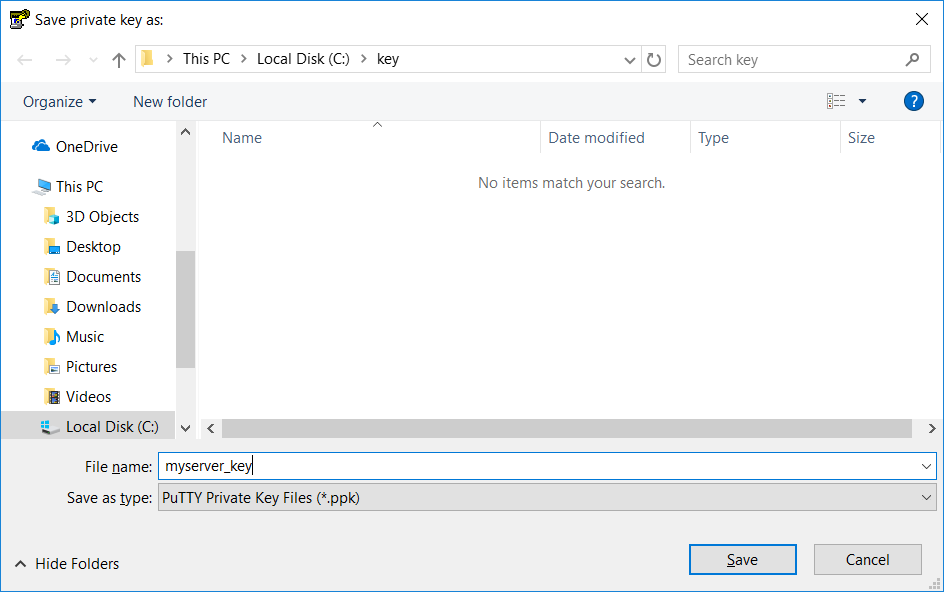 Save private key as:
This PC > Local Disk (C:) > key
Search key
Organize
New folder
?
Name
Date modified
Type
Size
No items match your search.
OneDrive
This PC
3D Objects
Desktop
Documents
Downloads
Music
Pictures
Videos
Local Disk (C:)
File name: myserver_key
Save as type: PuTTY Private Key Files (*.ppk)
Hide Folders
Save
Cancel